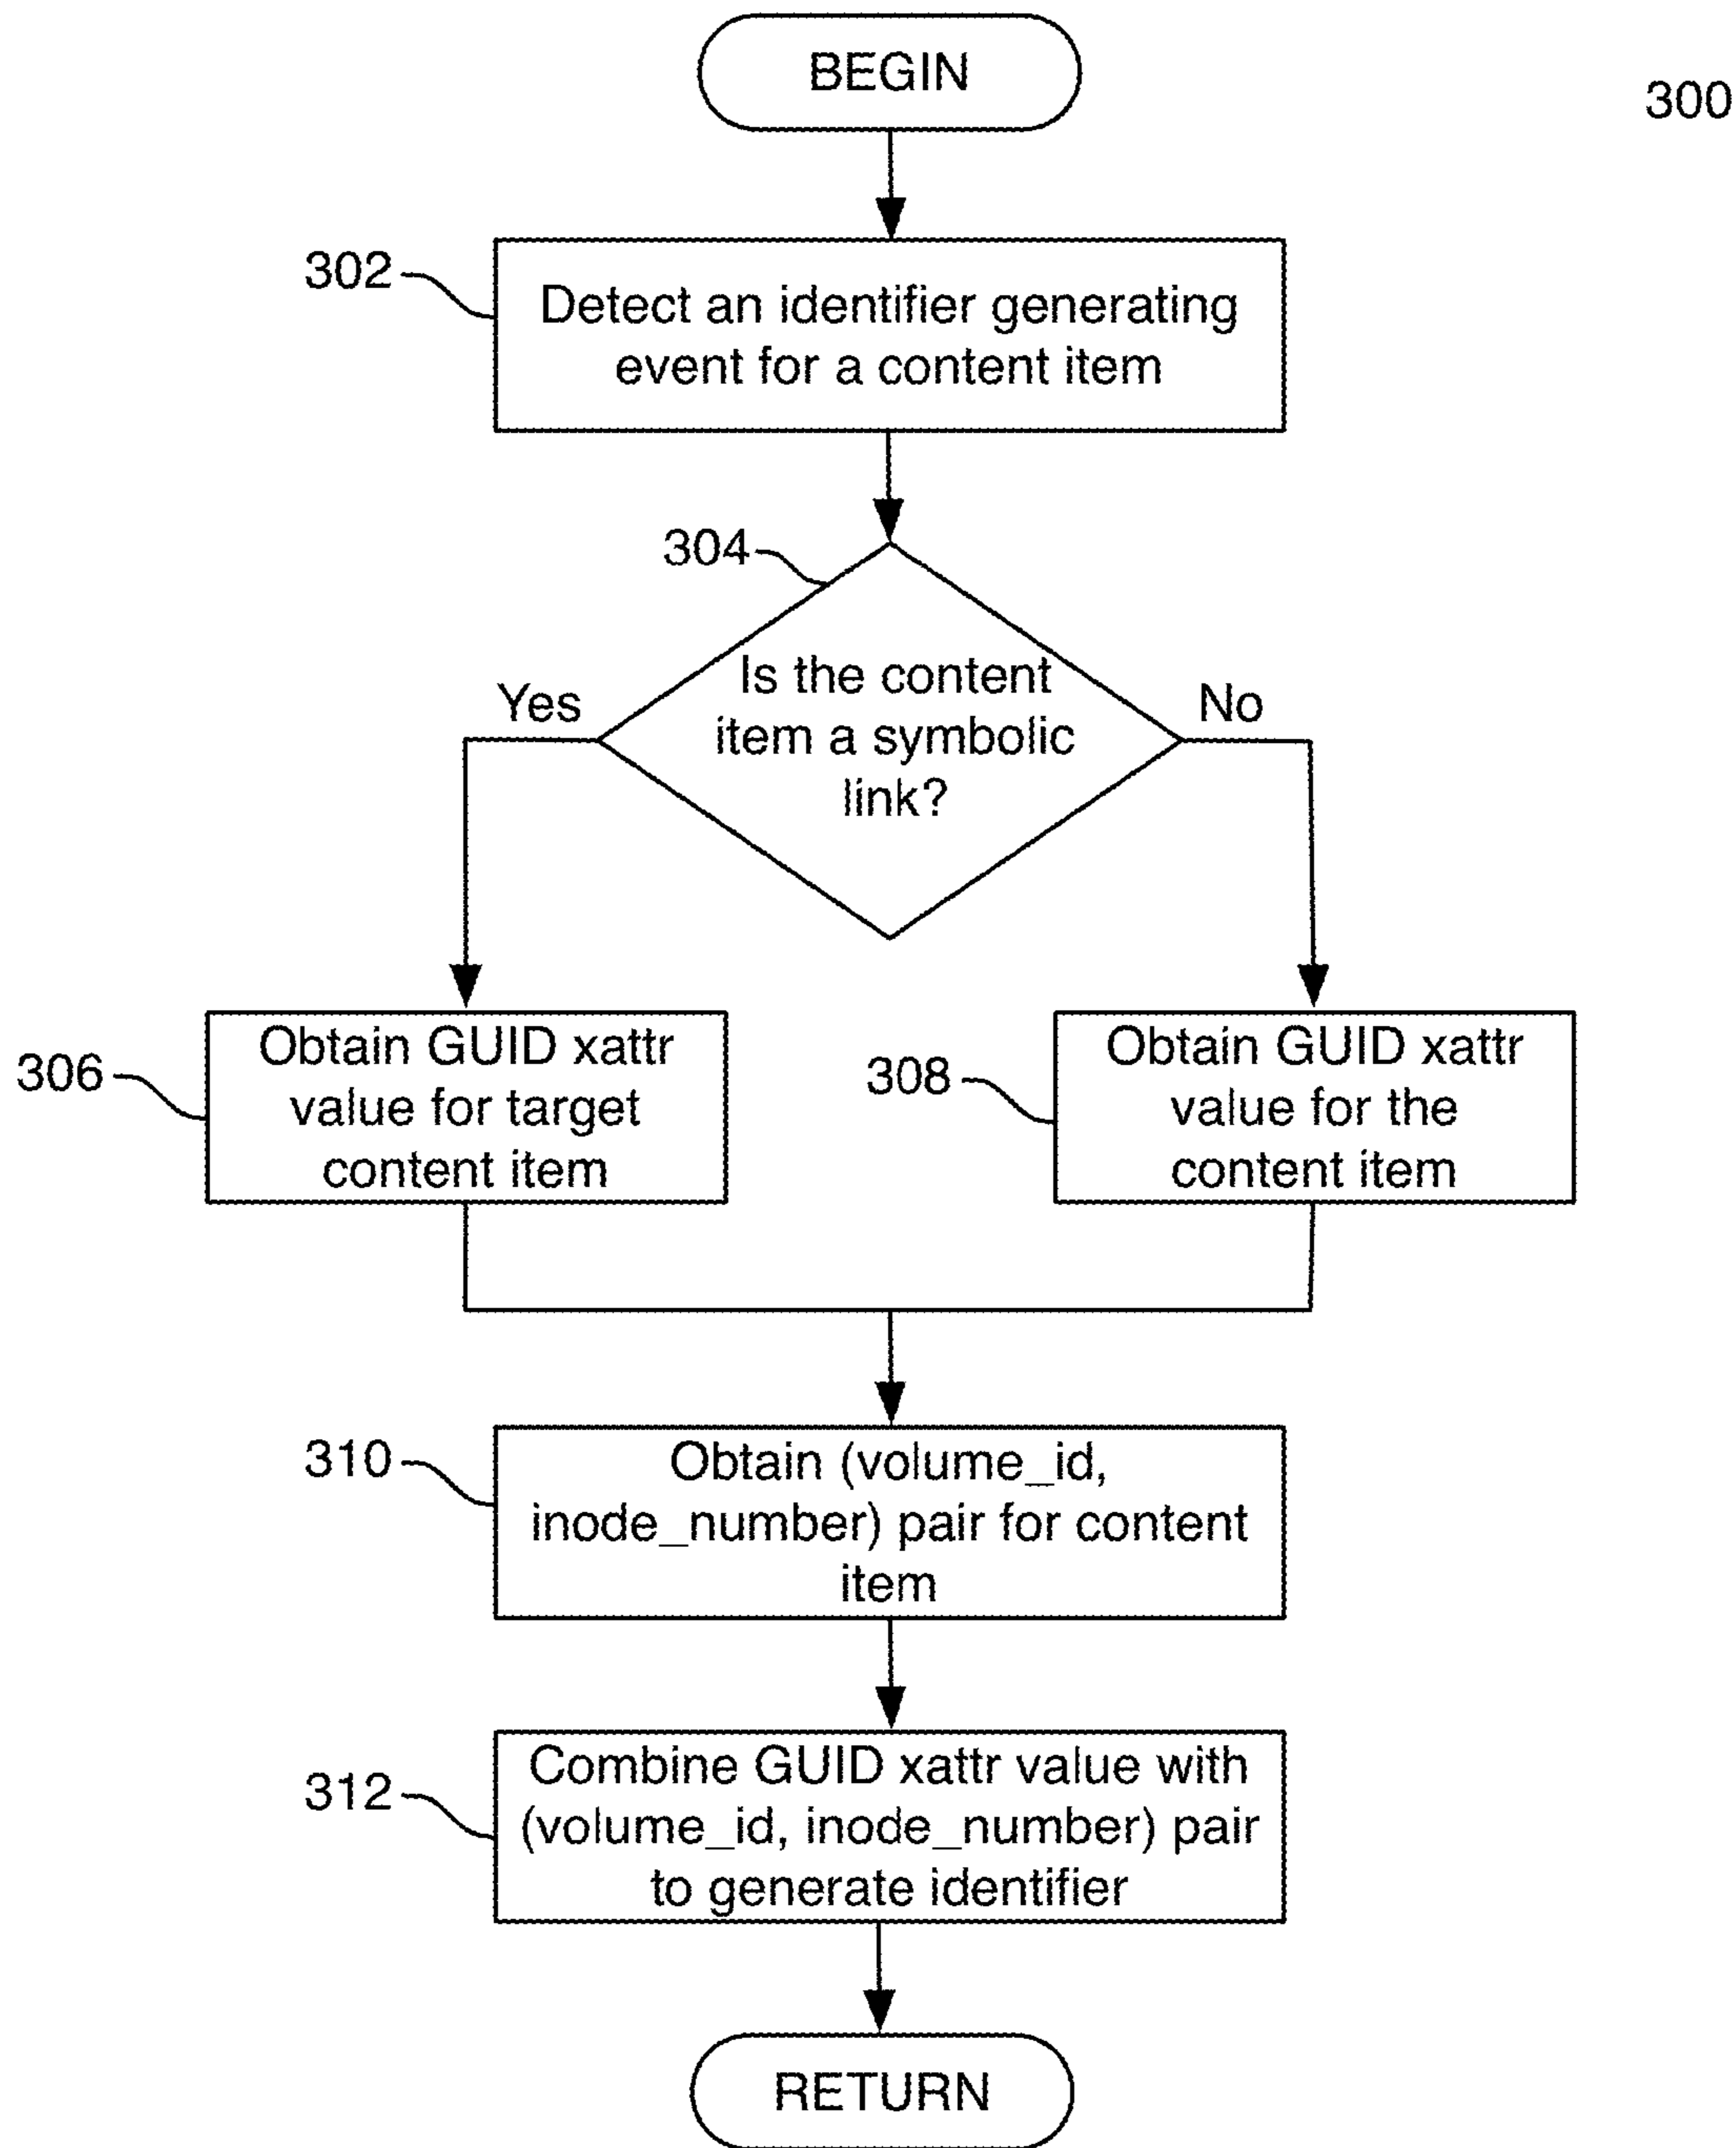 BEGIN
300
302
Detect an identifier generating
event for a content item
304
Is the content
item a symbolic
link?
Yes
No
306
Obtain GUID xattr
value for target
content item
308
Obtain GUID xattr
value for the
content item
310
Obtain (volume_id,
inode_number) pair for content
item
312
Combine GUID xattr value with
(volume_id, inode_number) pair
to generate identifier
RETURN